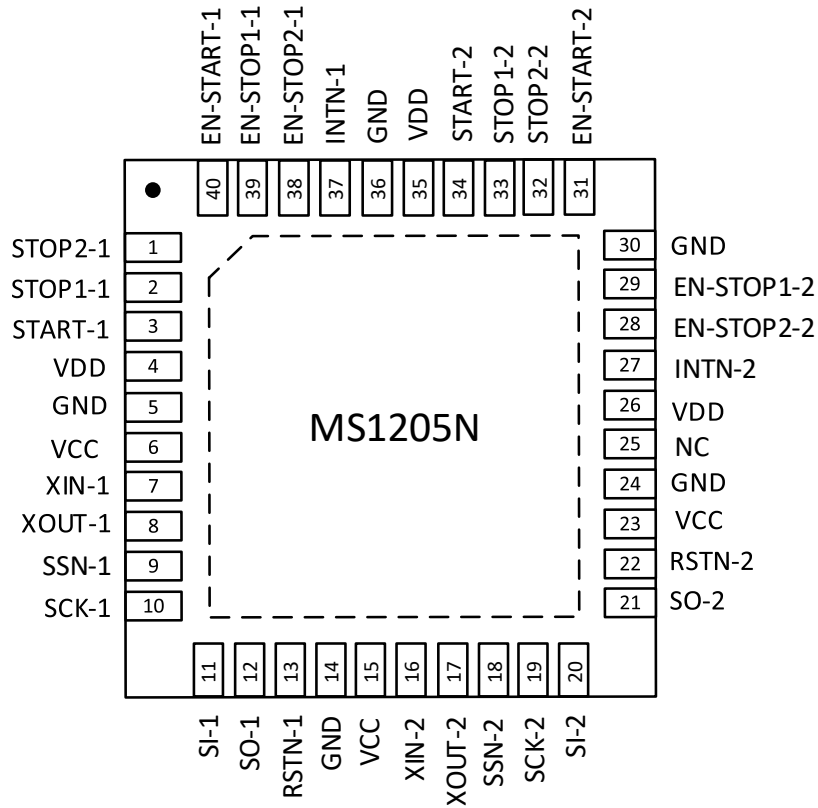 EN-START-1
EN-STOP1-1
EN-STOP2-1
INTN-1
GND
VDD
START-2
STOP1-2
STOP2-2
EN-START-2
40
39
38
37
36
35
34
33
32
31
STOP2-1 1
STOP1-1 2
START-1 3
VDD 4
GND 5
VCC 6
XIN-1 7
XOUT-1 8
SSN-1 9
SCK-1 10
MS1205N
30 GND
29 EN-STOP1-2
28 EN-STOP2-2
27 INTN-2
26 VDD
25 NC
24 GND
23 VCC
22 RSTN-2
21 SO-2
11
12
13
14
15
16
17
18
19
20
SI-1
SO-1
RSTN-1
GND
VCC
XIN-2
XOUT-2
SSN-2
SCK-2
SI-2